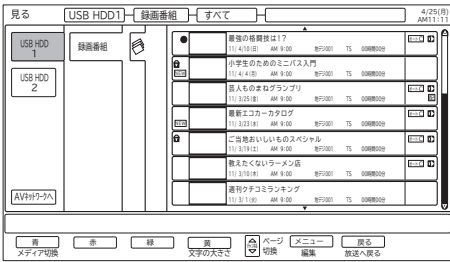 見る USB HDD1 録画番組 すべて 4/25(月)
AM11:11
USB HDD
1
録画番組
USB HDD
2
AVネットワークへ
最強の格闘技は!?
11/ 4/10(日) AM 9:00 地デジ001 TS 00時間00分
小学生のためのミニバス入門
11/ 4/ 4(月) AM 9:00 地デジ001 TS 00時間00分
NEW
芸人ものまねグランプリ
11/ 3/25(金) AM 9:00 地デジ001 TS 00時間00分
最新エコカーカタログ
11/ 3/23(水) AM 9:00 地デジ001 TS 00時間00分
NEW
ご当地おいしいものスペシャル
11/ 3/19(土) AM 9:00 地デジ001 TS 00時間00分
教えたくないラーメン店
11/ 3/10(木) AM 9:00 地デジ001 TS 00時間00分
週刊クチコミランキング
11/ 3/ 1(火) AM 9:00 地デジ001 TS 00時間00分
青 赤 緑 黄 ページ メニュー 戻る
メディア切換 文字の大きさ 切換 編集 放送へ戻る